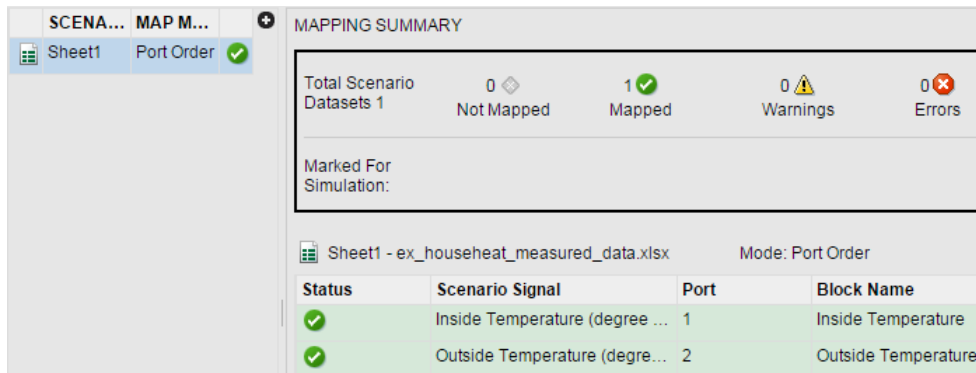 SCENA... MAP M...
Sheet1 Port Order
MAPPING SUMMARY
Total Scenario Datasets 1
0 Not Mapped
1 Mapped
0 Warnings
0 Errors
Marked For Simulation:
Sheet1 - ex_househeat_measured_data.xlsx Mode: Port Order
Status Scenario Signal Port Block Name
Inside Temperature (degree ... 1 Inside Temperature
Outside Temperature (degre... 2 Outside Temperature